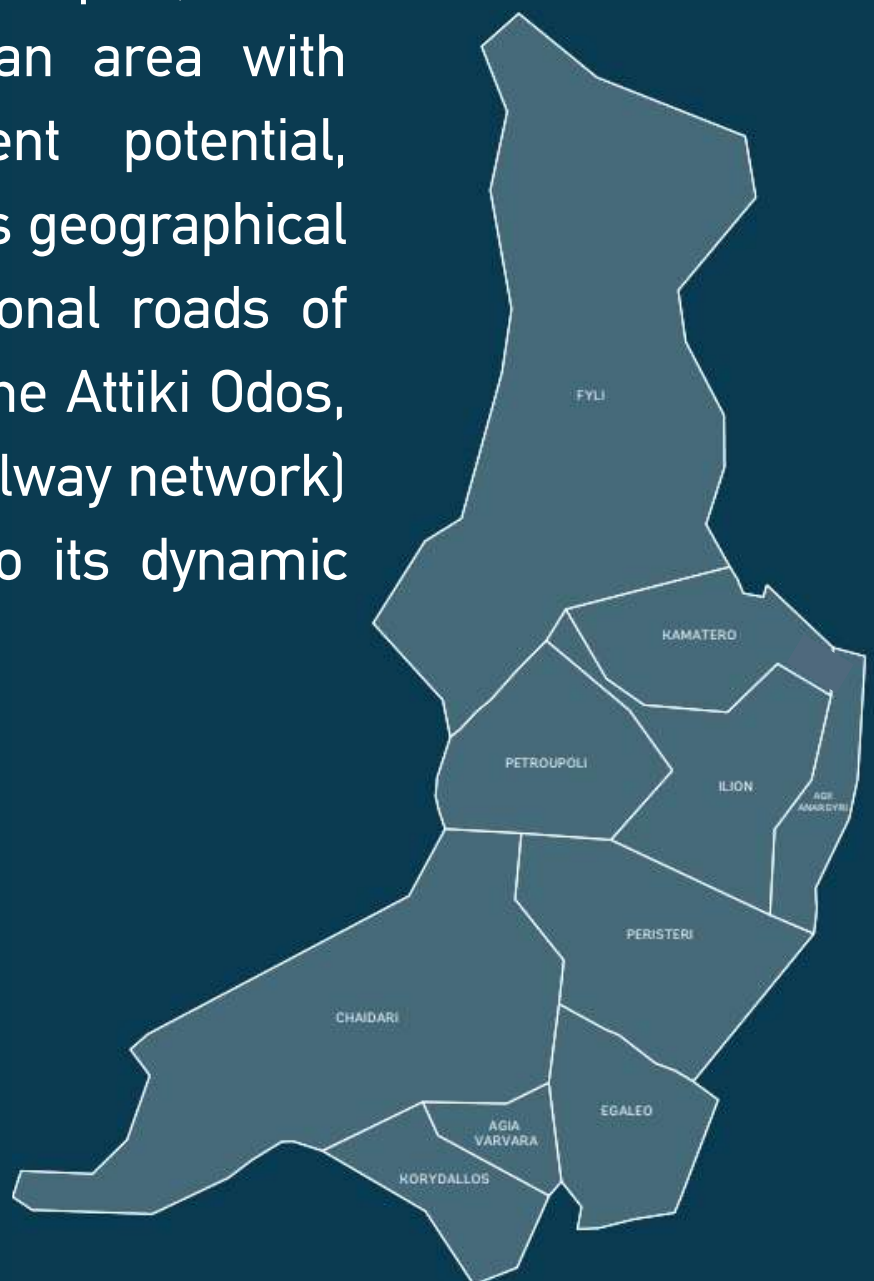 an area with
ent potential,
s geographical
onal roads of
ne Attiki Odos,
lway network)
o its dynamic
FYLI
KAMATERO
PETROUPOLI
ILION
AGII
ANARGYRI
PERISTERI
CHAIDARI
EGALEO
AGIA
VARVARA
KORYDALLOS